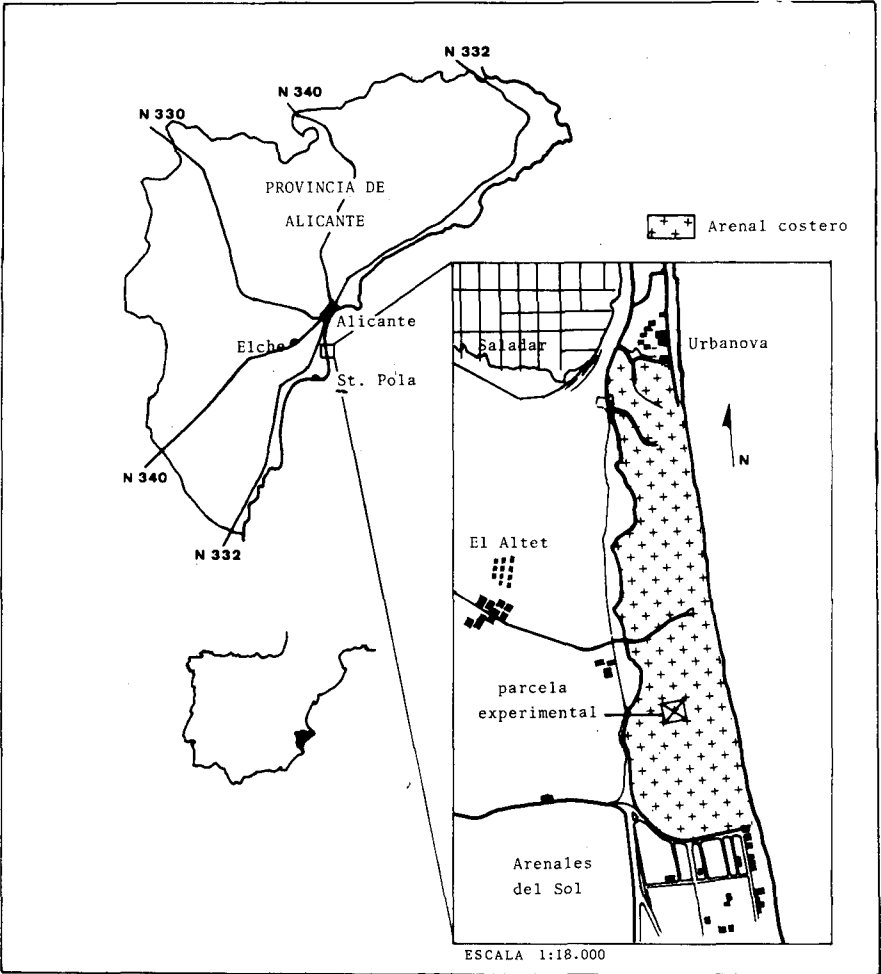 N 332
N 340
N 330
PROVINCIA DE
ALICANTE
Arenal costero
Alicante
Elche
St. Pola
N 340
N 332
Saladar
Urbanova
N
El Altet
parcela
experimental
Arenales
del Sol
ESCALA 1:18.000